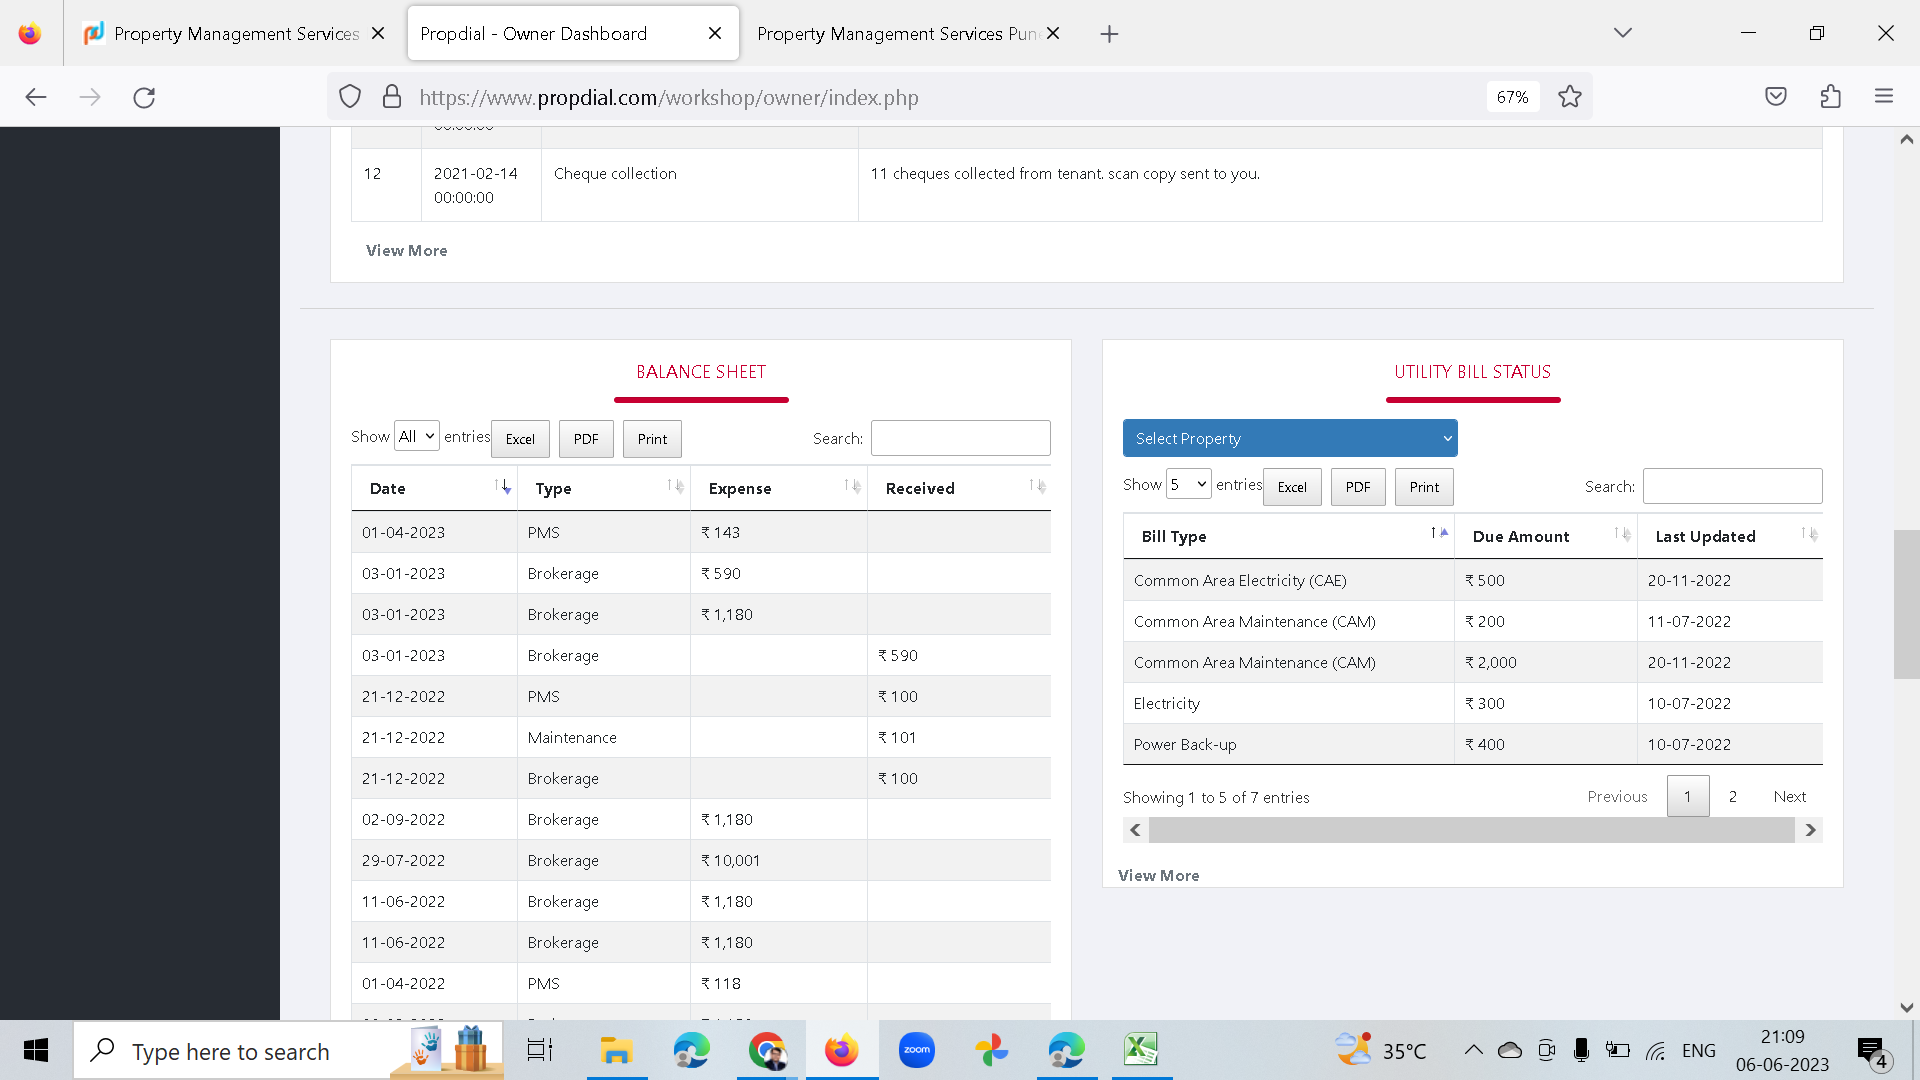 Property Management Services
Propdial - Owner Dashboard
Property Management Services Pun
https://www.propdial.com/workshop/owner/index.php
67%
00:00:00
12 2021-02-14 00:00:00 Cheque collection 11 cheques collected from tenant. scan copy sent to you.
View More
BALANCE SHEET
Show All entries Excel PDF Print Search:
Date Type Expense Received
01-04-2023 PMS ₹ 143
03-01-2023 Brokerage ₹ 590
03-01-2023 Brokerage ₹ 1,180
03-01-2023 Brokerage ₹ 590
21-12-2022 PMS ₹ 100
21-12-2022 Maintenance ₹ 101
21-12-2022 Brokerage ₹ 100
02-09-2022 Brokerage ₹ 1,180
29-07-2022 Brokerage ₹ 10,001
11-06-2022 Brokerage ₹ 1,180
11-06-2022 Brokerage ₹ 1,180
01-04-2022 PMS ₹ 118
UTILITY BILL STATUS
Select Property
Show 5 entries Excel PDF Print Search:
Bill Type Due Amount Last Updated
Common Area Electricity (CAE) ₹ 500 20-11-2022
Common Area Maintenance (CAM) ₹ 200 11-07-2022
Common Area Maintenance (CAM) ₹ 2,000 20-11-2022
Electricity ₹ 300 10-07-2022
Power Back-up ₹ 400 10-07-2022
Showing 1 to 5 of 7 entries Previous 1 2 Next
View More
Type here to search
zoom
35°C
ENG
21:09
06-06-2023
4